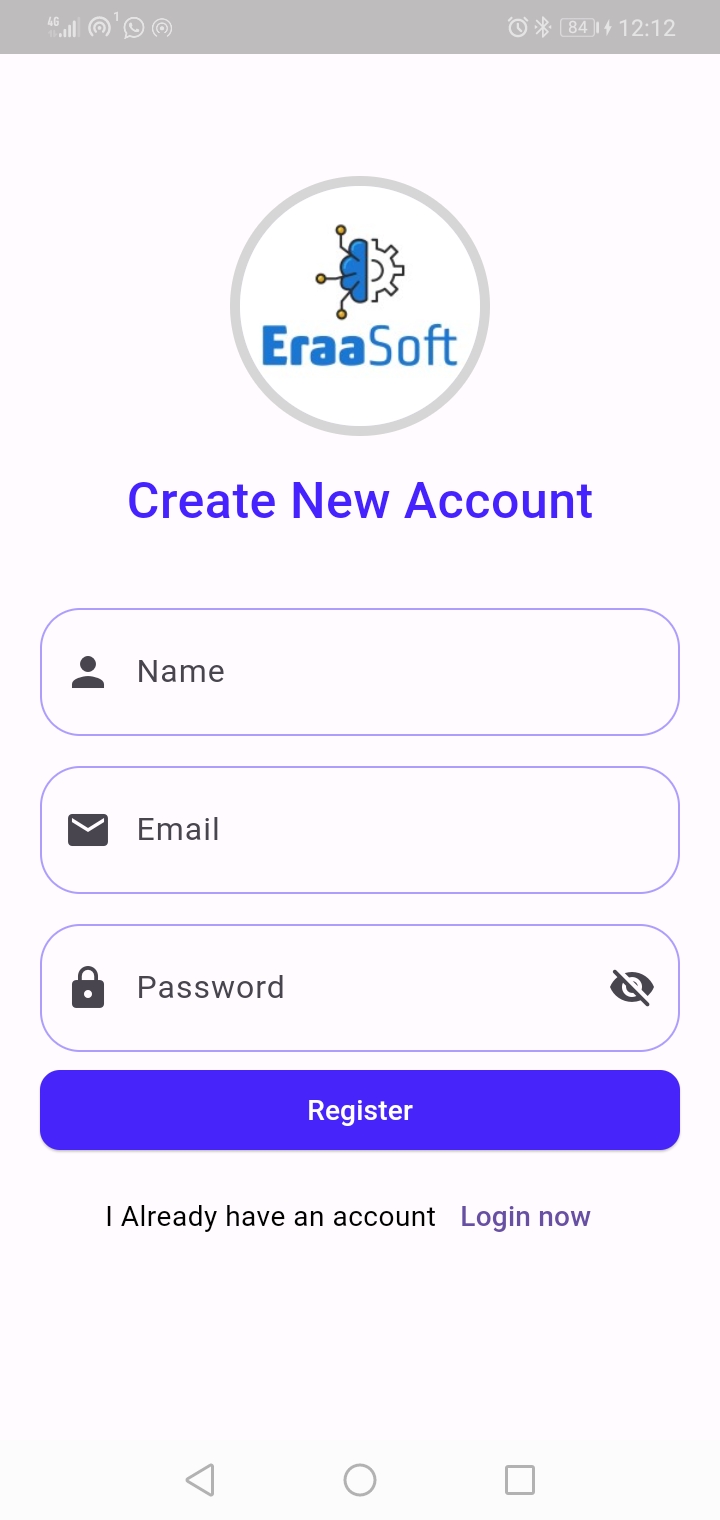 4G 1 84 12:12
EraaSoft
Create New Account
Name
Email
Password
Register
I Already have an account Login now